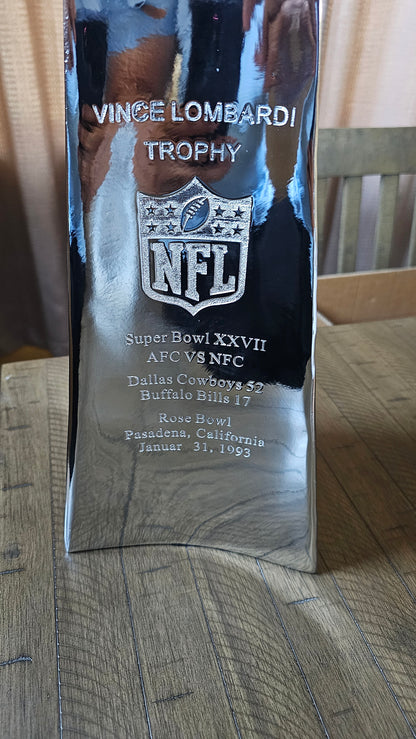 VINCE LOMBARDI
TROPHY
NFL
Super Bowl XXVII
AFC VS NFC
Dallas Cowboys 52
Buffalo Bills 17
Rose Bowl
Pasadena, California
Januar 31, 1993